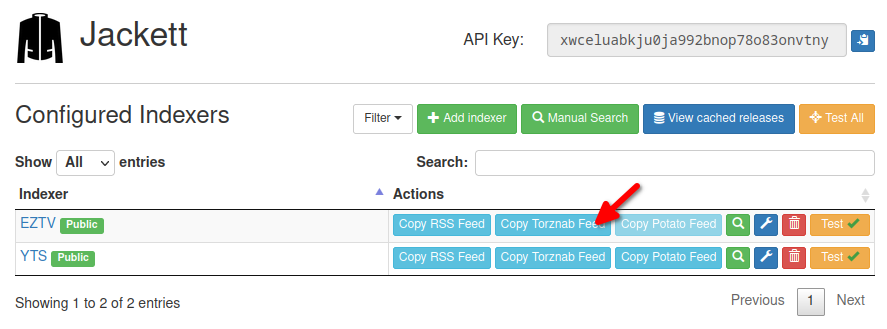 Jackett
API Key: xwceluabkju0ja992bnop78o83onvtny
Configured Indexers
Filter Add indexer Manual Search View cached releases Test All
Show All entries Search:
Indexer Actions
EZTV Public Copy RSS Feed Copy Torznab Feed Copy Potato Feed Test
YTS Public Copy RSS Feed Copy Torznab Feed Copy Potato Feed Test
Showing 1 to 2 of 2 entries Previous 1 Next